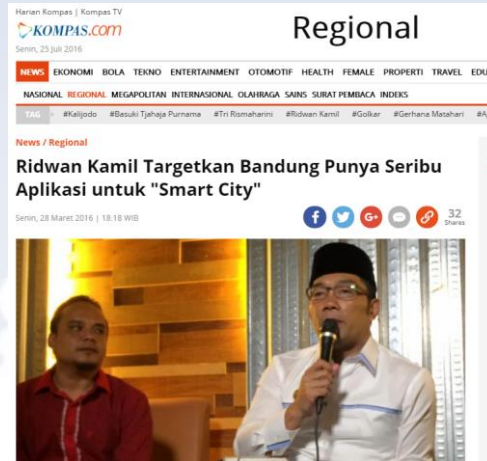 Harian Kompas | Kompas TV
KOMPAS.com
Regional
Senin, 25 Juli 2016
NEWS EKONOMI BOLA TEKNO ENTERTAINMENT OTOMOTIF HEALTH FEMALE PROPERTI TRAVEL EDU
NASIONAL REGIONAL MEGAPOLITAN INTERNASIONAL OLAHRAGA SAINS SURAT PEMBACA INDEKS
TAG #Kalijodo #Basuki Tjahaja Purnama #Tri Rismaharini #Ridwan Kamil #Golkar #Gerhana Matahari
News / Regional
Ridwan Kamil Targetkan Bandung Punya Seribu
Aplikasi untuk "Smart City"
Senin, 28 Maret 2016 | 18:18 WIB
32
Shares